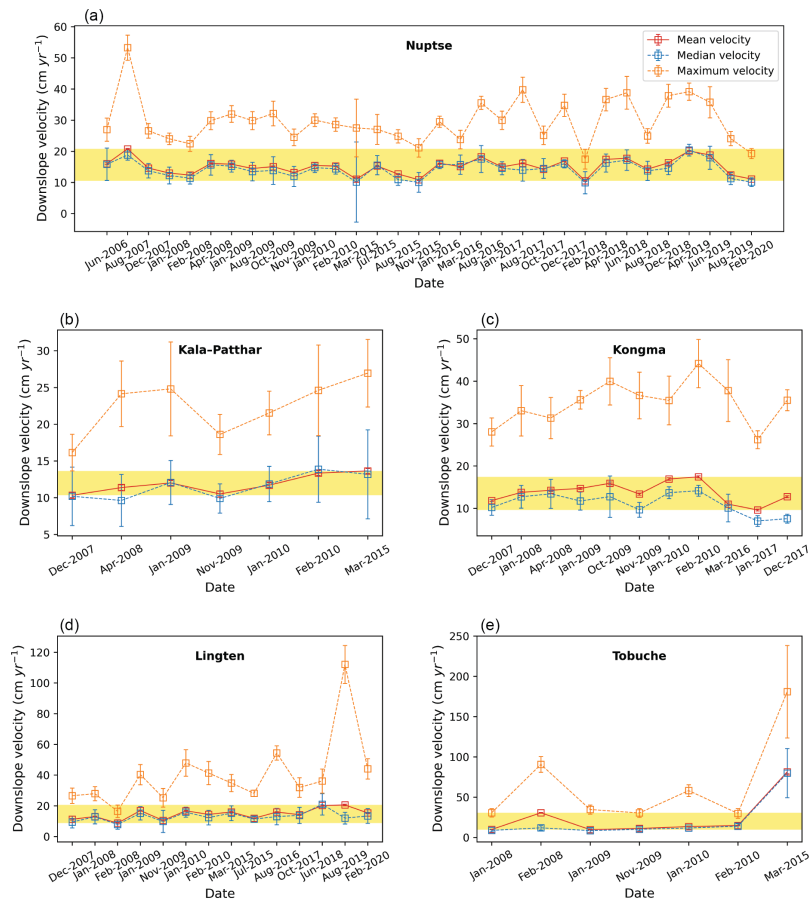 (a)
Nuptse
Mean velocity
Median velocity
Maximum velocity
Downslope velocity (cm yr⁻¹)
60
50
40
30
20
10
0
Jun-2006
Aug-2007
Dec-2007
Jan-2008
Feb-2008
Apr-2008
Jan-2009
Aug-2009
Oct-2009
Nov-2009
Jan-2010
Feb-2010
Mar-2015
Jul-2015
Aug-2015
Nov-2015
Jan-2016
Mar-2016
Aug-2016
Jan-2017
Aug-2017
Oct-2017
Dec-2017
Feb-2018
Apr-2018
Jun-2018
Aug-2018
Dec-2018
Apr-2019
Jun-2019
Aug-2019
Feb-2020
Date
(b)
Kala–Patthar
Downslope velocity (cm yr⁻¹)
30
25
20
15
10
5
Dec-2007
Apr-2008
Jan-2009
Nov-2009
Jan-2010
Feb-2010
Mar-2015
Date
(c)
Kongma
Downslope velocity (cm yr⁻¹)
50
40
30
20
10
Dec-2007
Jan-2008
Apr-2008
Jan-2009
Oct-2009
Nov-2009
Jan-2010
Feb-2010
Mar-2016
Jan-2017
Dec-2017
Date
(d)
Lingten
Downslope velocity (cm yr⁻¹)
120
100
80
60
40
20
0
Dec-2007
Jan-2008
Feb-2008
Jan-2009
Nov-2009
Jan-2010
Feb-2010
Mar-2015
Jul-2015
Aug-2016
Oct-2017
Jun-2018
Aug-2019
Feb-2020
Date
(e)
Tobuche
Downslope velocity (cm yr⁻¹)
250
200
150
100
50
0
Jan-2008
Feb-2008
Jan-2009
Nov-2009
Jan-2010
Feb-2010
Mar-2015
Date